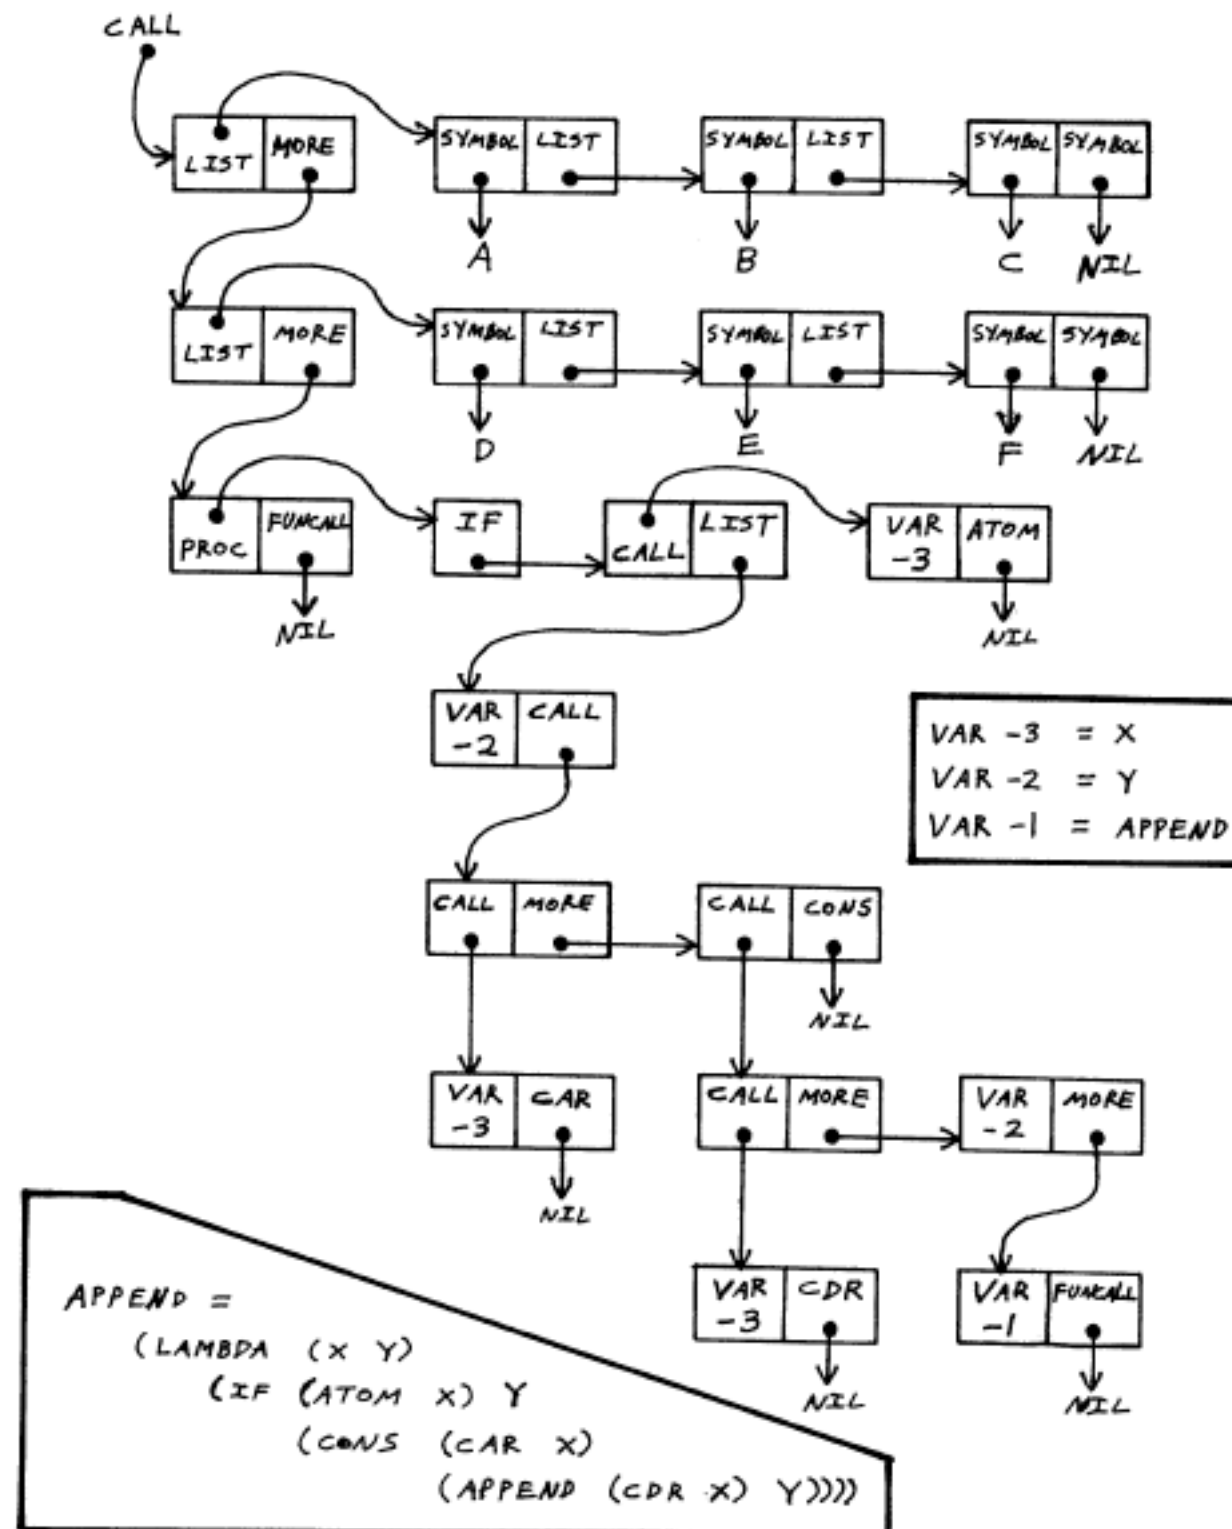 CALL
LIST MORE SYMBOL LIST SYMBOL LIST SYMBOL SYMBOL
A B C NIL
LIST MORE SYMBOL LIST SYMBOL LIST SYMBOL SYMBOL
D E F NIL
PROC FUNCALL IF CALL LIST VAR -3 ATOM
NIL NIL
VAR -2 CALL
VAR -3 = X
VAR -2 = Y
VAR -1 = APPEND
CALL MORE CALL CONS
NIL
VAR -3 CAR CALL MORE VAR -2 MORE
NIL
VAR -3 CDR VAR -1 FUNCALL
NIL NIL
APPEND =
(LAMBDA (X Y)
(IF (ATOM X) Y
(CONS (CAR X)
(APPEND (CDR X) Y))))